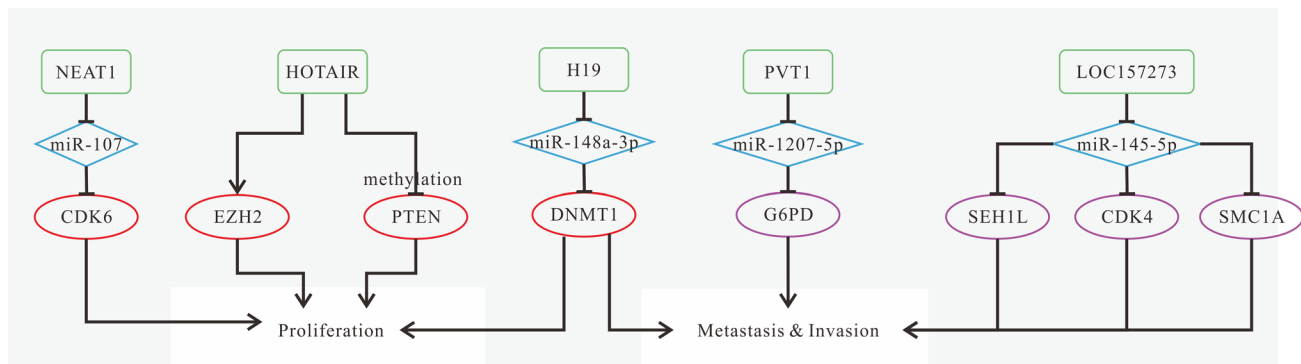 NEAT1
HOTAIR
H19
PVT1
LOC157273
miR-107
miR-148a-3p
miR-1207-5p
miR-145-5p
methylation
CDK6
EZH2
PTEN
DNMT1
G6PD
SEH1L
CDK4
SMC1A
Proliferation
Metastasis & Invasion